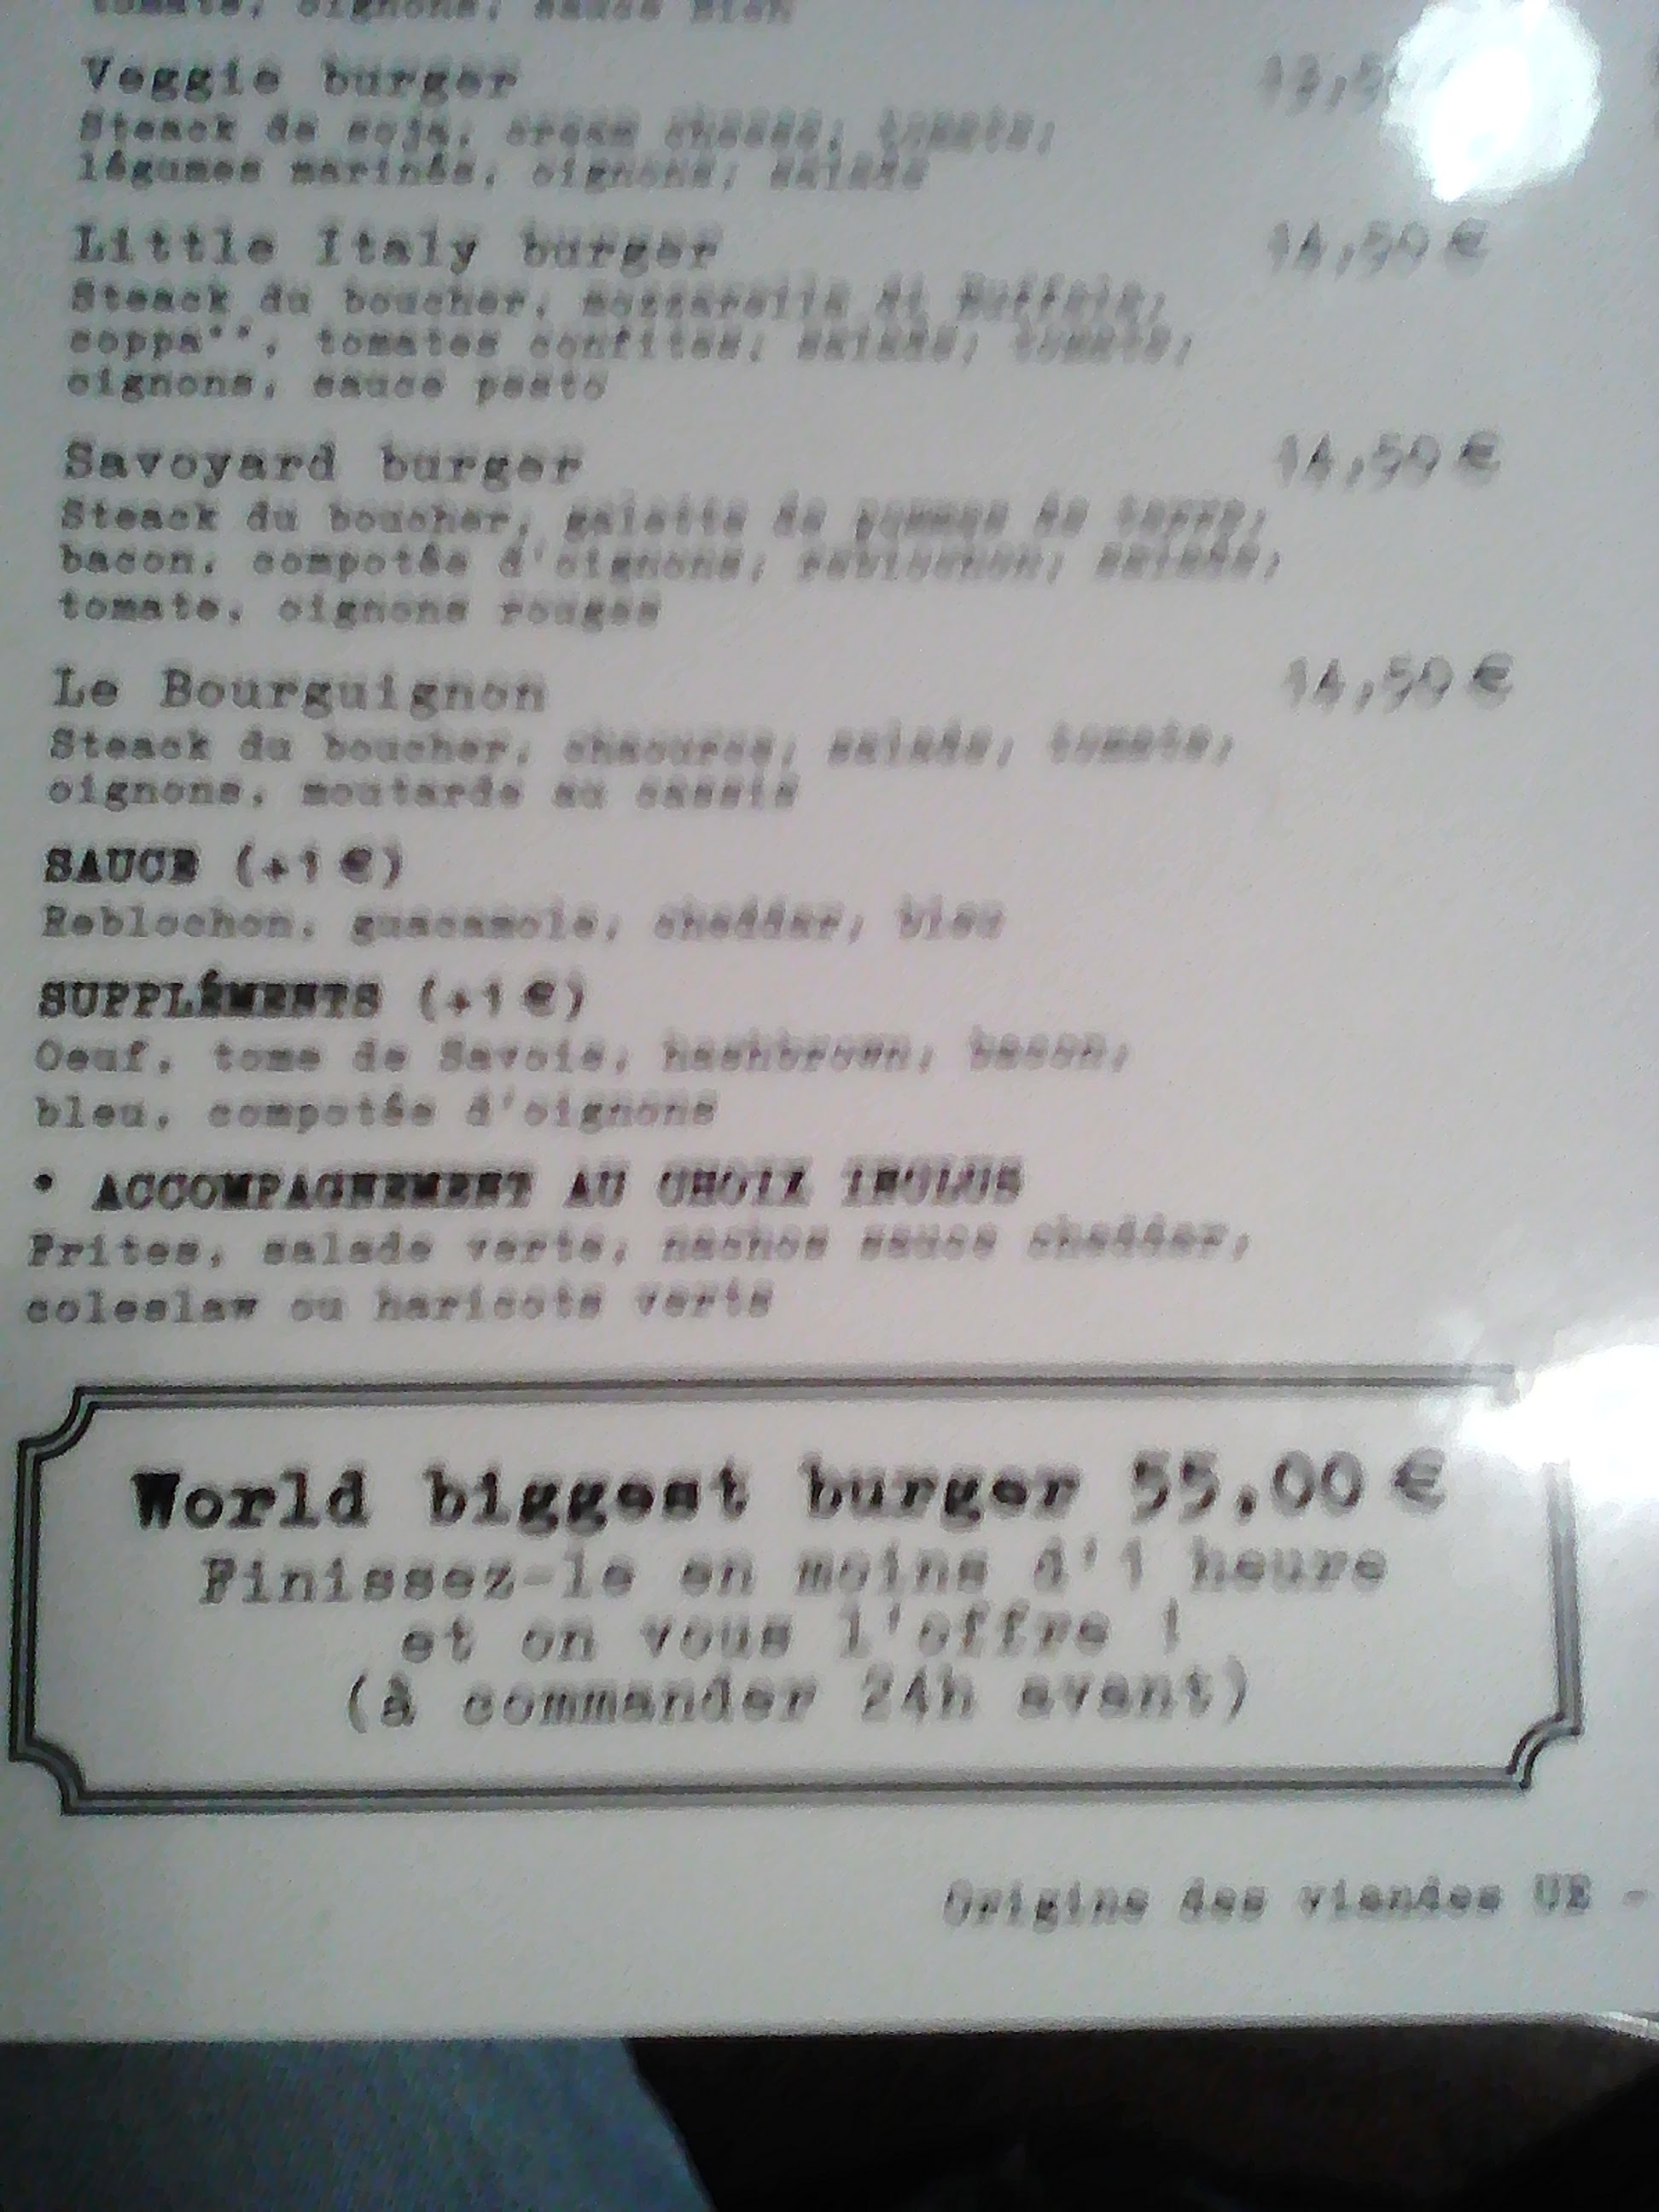 tomate, oignons, sauce
Veggie burger
Steack de soja, cream cheese, tomate,
légumes marinés, oignons, salade
Little Italy burger 14,50 €
Steack du boucher, mozzarella di Buffala,
coppa**, tomates confites, salade, tomate,
oignons, sauce pesto
Savoyard burger 14,50 €
Steack du boucher, galette de pommes de terre,
bacon, compotée d'oignons, reblochon, salade,
tomate, oignons rouges
Le Bourguignon 14,50 €
Steack du boucher, chaource, salade, tomate,
oignons, moutarde au cassis
SAUCE (+1 €)
Reblochon, guacamole, cheddar, bleu
SUPPLÉMENTS (+1 €)
Oeuf, tome de Savoie, hashbrown, bacon,
bleu, compotée d'oignons
* ACCOMPAGNEMENT AU CHOIX INCLUS
Frites, salade verte, nachos sauce cheddar,
coleslaw ou haricots verts
World biggest burger 55,00 €
Finissez-le en moins d'1 heure
et on vous l'offre !
(à commander 24h avant)
Origine des viandes UE -